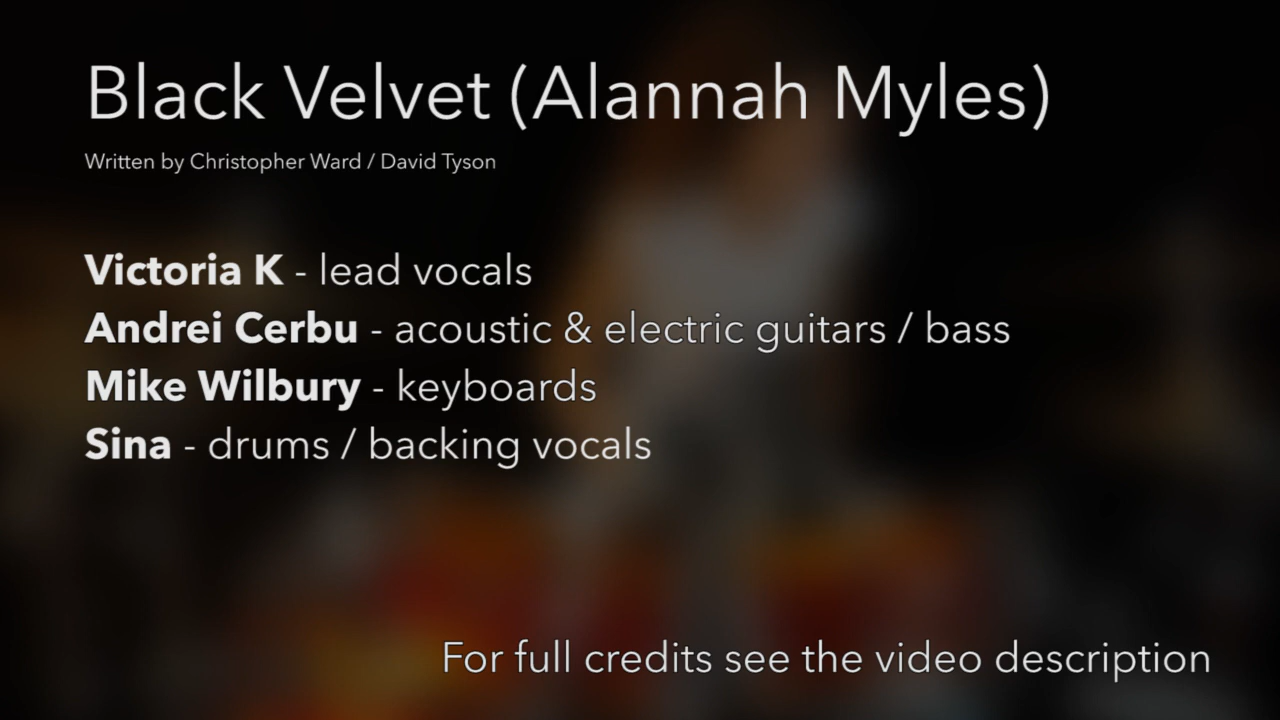 Black Velvet (Alannah Myles)
Written by Christopher Ward / David Tyson
Victoria K - lead vocals
Andrei Cerbu - acoustic & electric guitars / bass
Mike Wilbury - keyboards
Sina - drums / backing vocals
For full credits see the video description